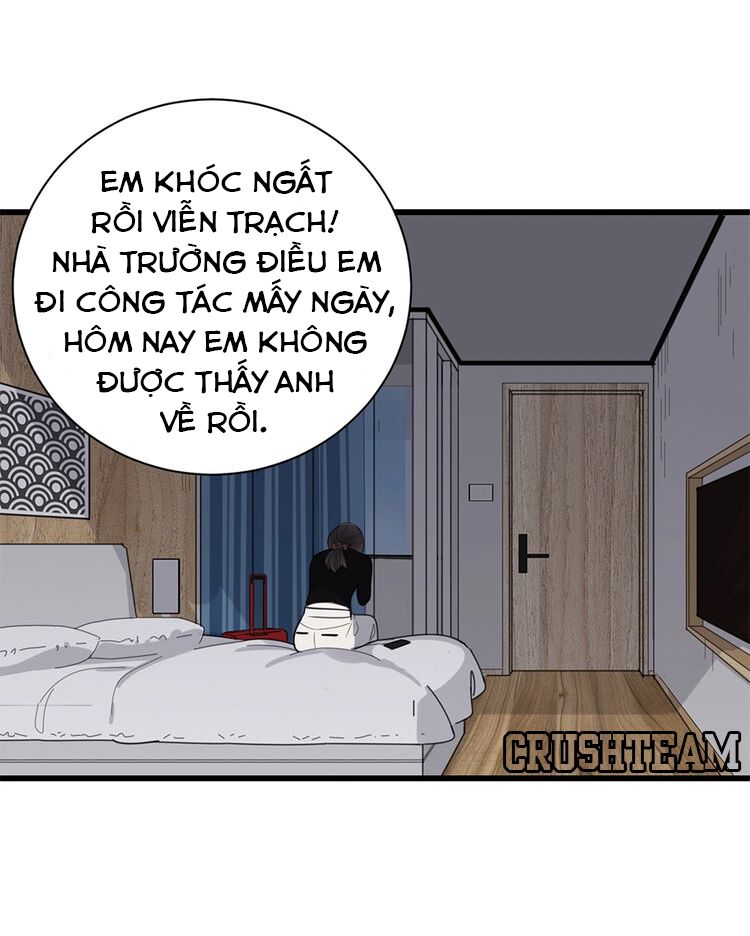 EM KHÓC NGẤT
RỒI VIỄN TRẠCH!
NHÀ TRƯỜNG ĐIỀU EM
ĐI CÔNG TÁC MẤY NGÀY,
HÔM NAY EM KHÔNG
ĐƯỢC THẤY ANH
VỀ RỒI.
CRUSHTEAM